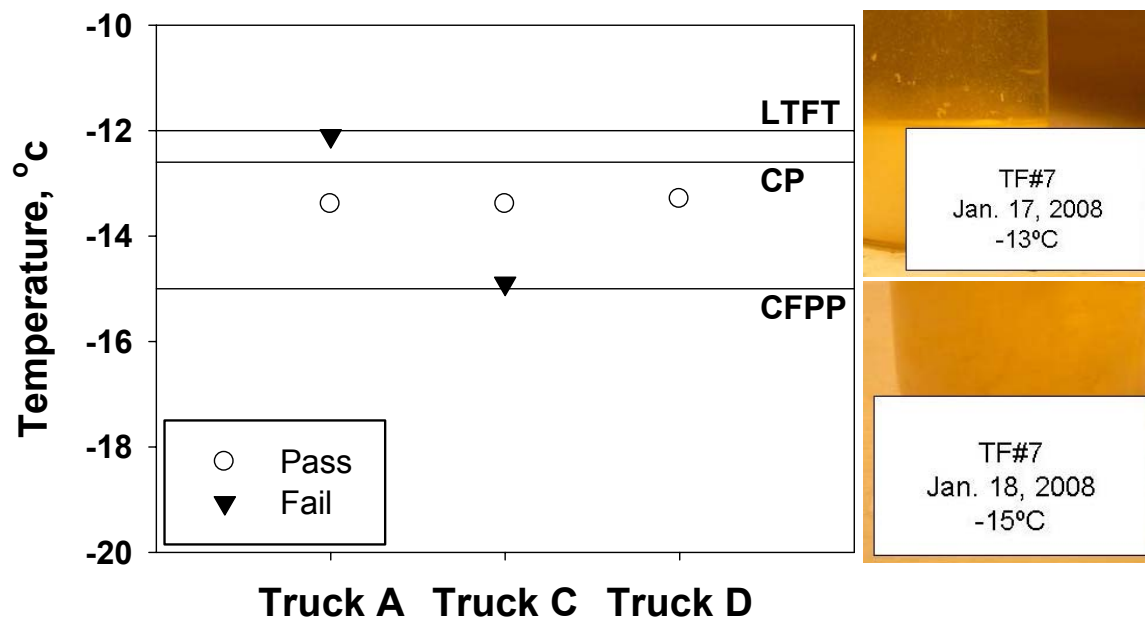 Temperature, °c
-10
-12
-14
-16
-18
-20
LTFT
CP
CFPP
Pass
Fail
Truck A Truck C Truck D
TF#7
Jan. 17, 2008
-13ºC
TF#7
Jan. 18, 2008
-15ºC